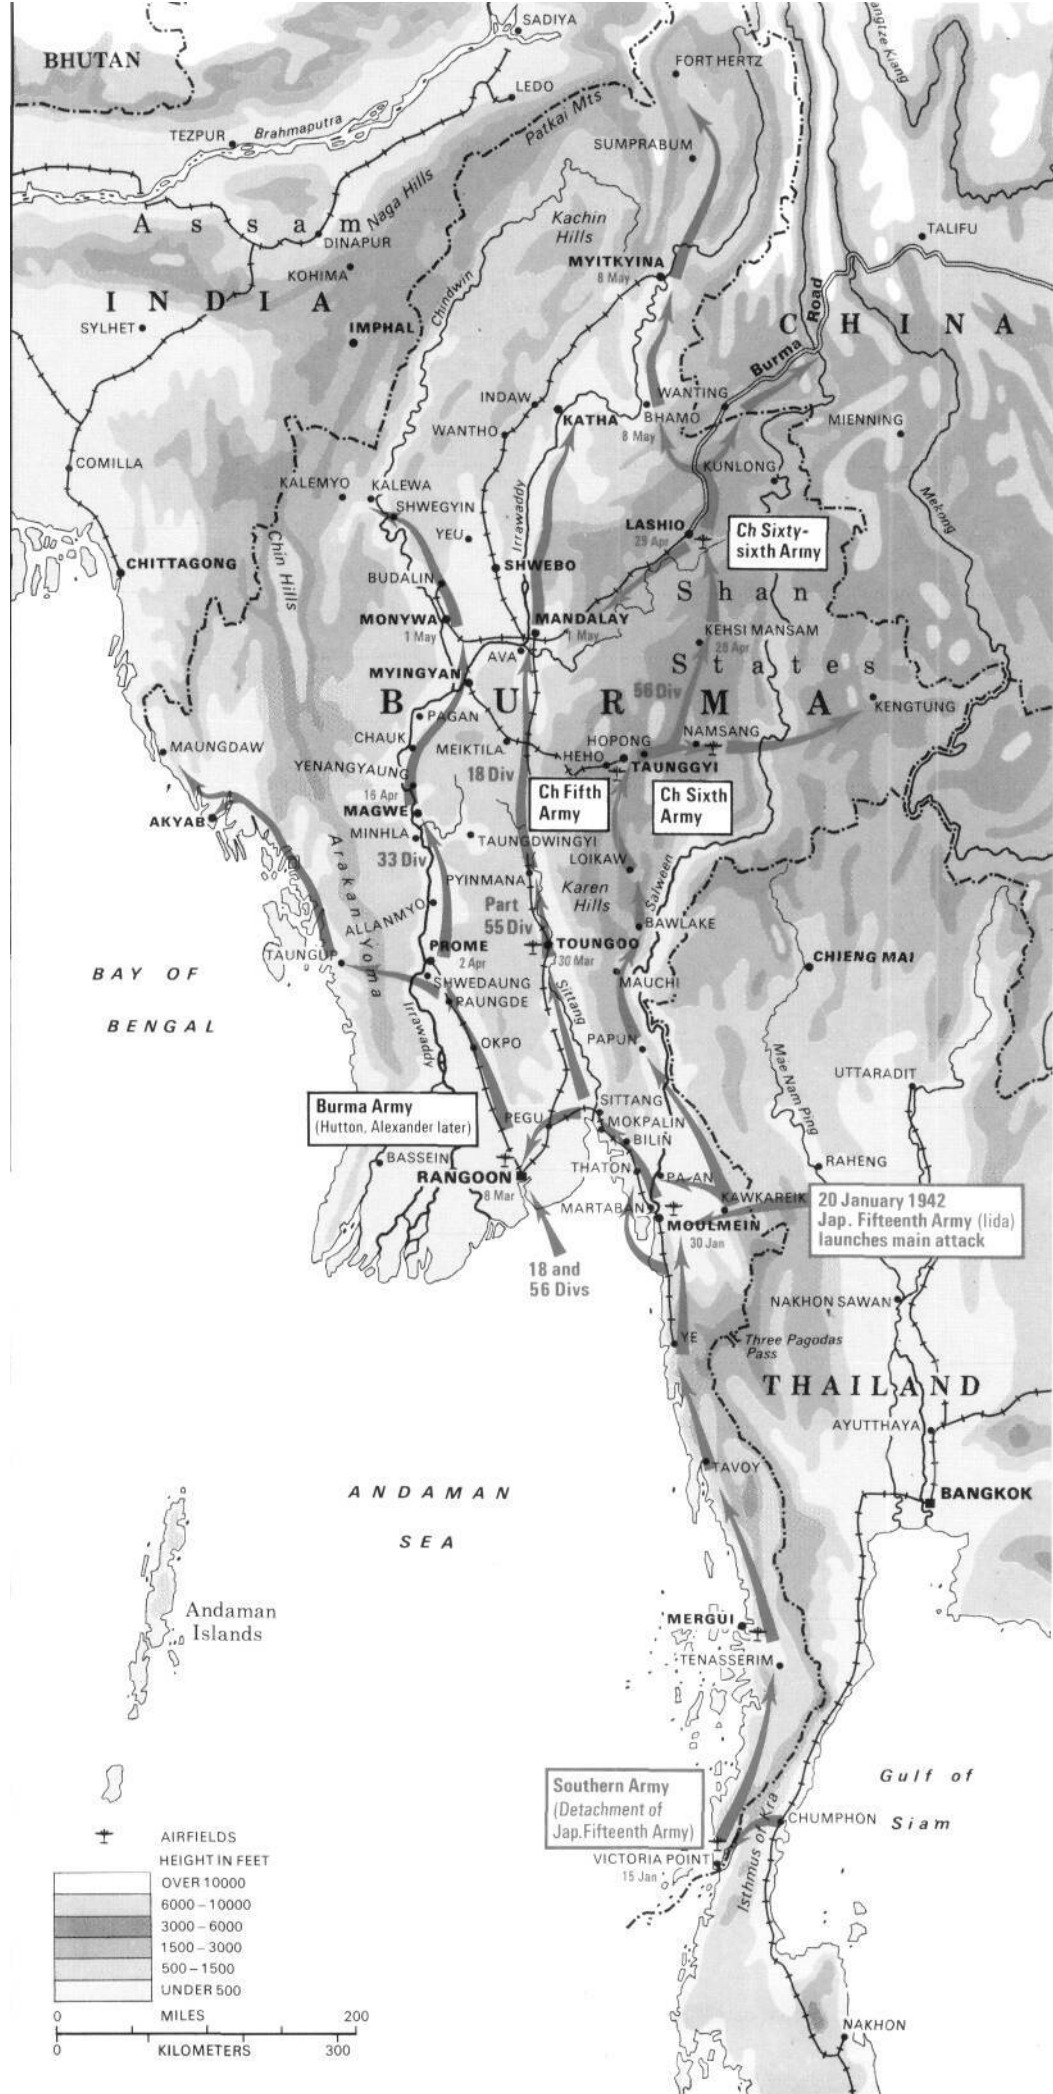 SADIYA
BHUTAN
FORT HERTZ
angtze Kiang
LEDO
Patkai Mts
TEZPUR
Brahmaputra
SUMPRABUM
Naga Hills
Assam
Kachin
Hills
TALIFU
DINAPUR
KOHIMA
MYITKYINA
8 May
Chindwin
INDIA
Burma Road
CHINA
SYLHET
IMPHAL
INDAW
WANTING
KATHA
BHAMO
8 May
MIENNING
WANTHO
COMILLA
KUNLONG
KALEMYO
KALEWA
Mekong
SHWEGYIN
Irrawaddy
LASHIO
29 Apr
Ch Sixty-
sixth Army
YEU
Chin Hills
CHITTAGONG
SHWEBO
BUDALIN
Shan
MONYWA
1 May
MANDALAY
1 May
KEHSI MANSAM
28 Apr
AVA
States
MYINGYAN
56 Div
BURMA
KENGTUNG
PAGAN
NAMSANG
MAUNGDAW
CHAUK
MEIKTILA
HOPONG
HEHO
TAUNGGYI
YENANGYAUNG
16 Apr
18 Div
Ch Fifth
Army
Ch Sixth
Army
MAGWE
AKYAB
MINHLA
TAUNGDWINGYI
33 Div
LOIKAW
Arakan Yoma
PYINMANA
Salween
Karen
Hills
ALLANMYO
Part
55 Div
BAWLAKE
PROME
2 Apr
TOUNGOO
30 Mar
CHIENG MAI
TAUNGUP
BAY OF
BENGAL
SHWEDAUNG
MAUCHI
PAUNGDE
Sittang
Irrawaddy
OKPO
PAPUN
Mae Nam Ping
UTTARADIT
Burma Army
(Hutton, Alexander later)
SITTANG
PEGU
MOKPALIN
BILIN
BASSEIN
RANGOON
8 Mar
THATON
PA-AN
RAHENG
KAWKAREIK
MARTABAN
MOULMEIN
30 Jan
20 January 1942
Jap. Fifteenth Army (Iida)
launches main attack
18 and
56 Divs
NAKHON SAWAN
YE
Three Pagodas
Pass
THAILAND
AYUTTHAYA
TAVOY
ANDAMAN
SEA
BANGKOK
Andaman
Islands
MERGUI
TENASSERIM
Gulf of
Siam
Southern Army
(Detachment of
Jap.Fifteenth Army)
Isthmus of Kra
CHUMPHON
VICTORIA POINT
15 Jan
AIRFIELDS
HEIGHT IN FEET
OVER 10000
6000 – 10000
3000 – 6000
1500 – 3000
500 – 1500
UNDER 500
0 MILES 200
0 KILOMETERS 300
NAKHON